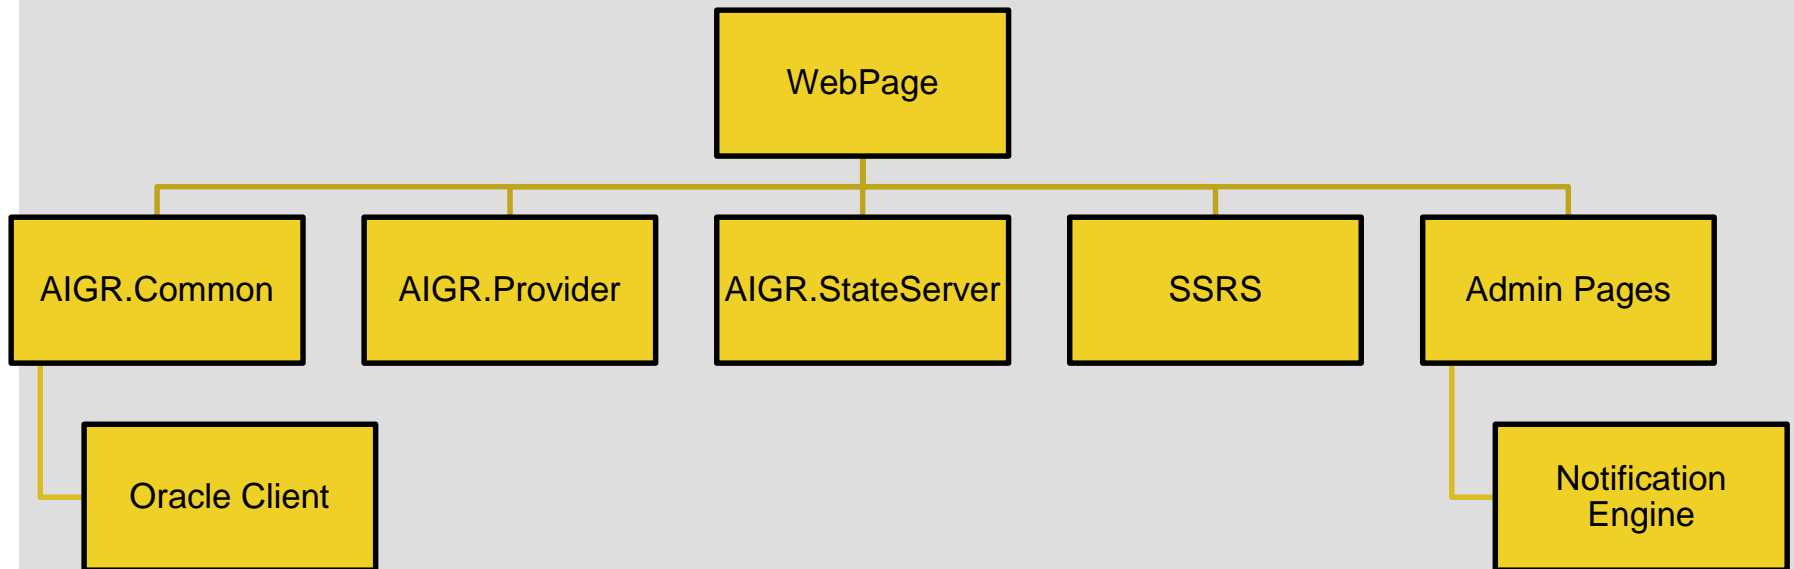 WebPage
AIGR.Common
AIGR.Provider
AIGR.StateServer
SSRS
Admin Pages
Oracle Client
Notification
Engine